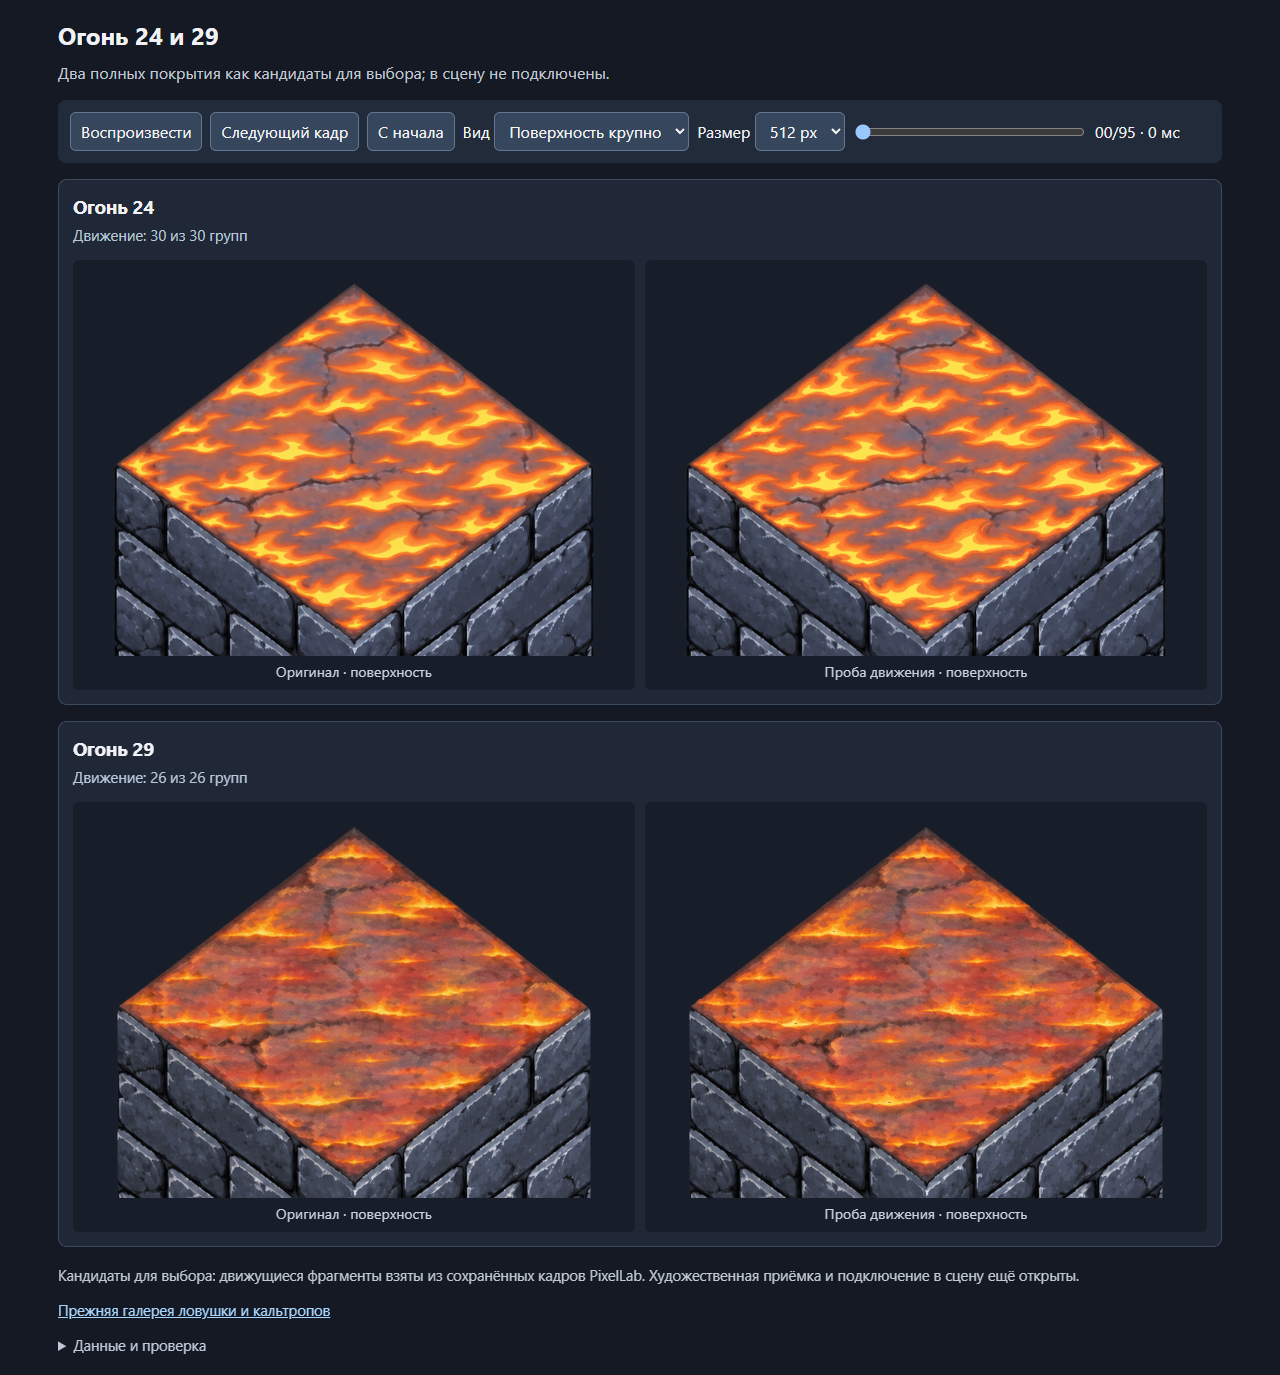 Огонь 24 и 29
Два полных покрытия как кандидаты для выбора; в сцену не подключены.
Воспроизвести Следующий кадр С начала Вид Поверхность крупно Размер 512 px 00/95 · 0 мс
Огонь 24
Движение: 30 из 30 групп
Оригинал · поверхность Проба движения · поверхность
Огонь 29
Движение: 26 из 26 групп
Оригинал · поверхность Проба движения · поверхность
Кандидаты для выбора: движущиеся фрагменты взяты из сохранённых кадров PixelLab. Художественная приёмка и подключение в сцену ещё открыты.
Прежняя галерея ловушки и кальтропов
Данные и проверка